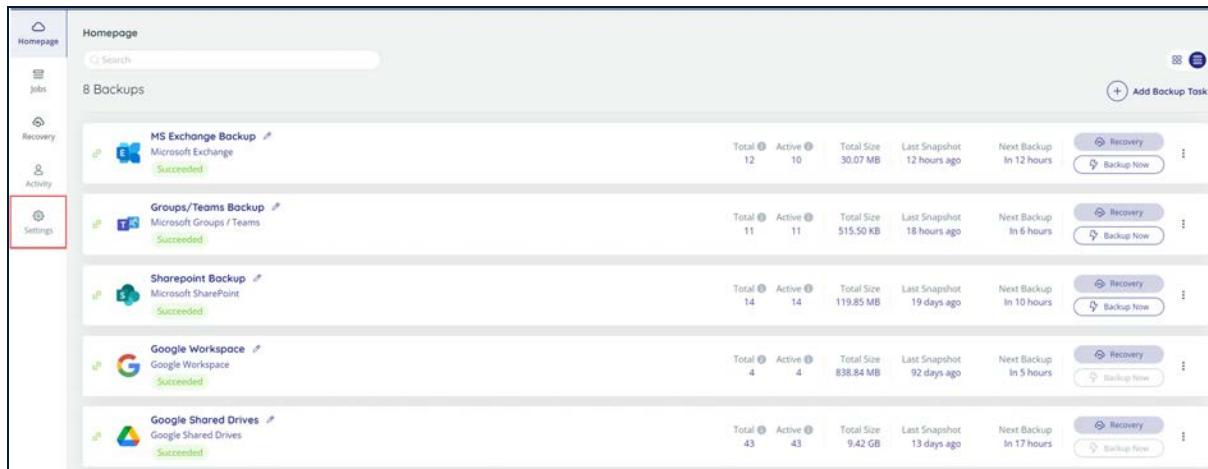 Homepage
Jobs
Recovery
Activity
Settings
Homepage
Search
8 Backups
Add Backup Task
MS Exchange Backup
Microsoft Exchange
Succeeded
Total Active Total Size Last Snapshot Next Backup
12 10 30.07 MB 12 hours ago In 12 hours
Recovery
Backup Now
Groups/Teams Backup
Microsoft Groups / Teams
Succeeded
Total Active Total Size Last Snapshot Next Backup
11 11 515.50 KB 18 hours ago In 6 hours
Recovery
Backup Now
Sharepoint Backup
Microsoft SharePoint
Succeeded
Total Active Total Size Last Snapshot Next Backup
14 14 119.85 MB 19 days ago In 10 hours
Recovery
Backup Now
Google Workspace
Google Workspace
Succeeded
Total Active Total Size Last Snapshot Next Backup
4 4 838.84 MB 92 days ago In 5 hours
Recovery
Backup Now
Google Shared Drives
Google Shared Drives
Succeeded
Total Active Total Size Last Snapshot Next Backup
43 43 9.42 GB 13 days ago In 17 hours
Recovery
Backup Now